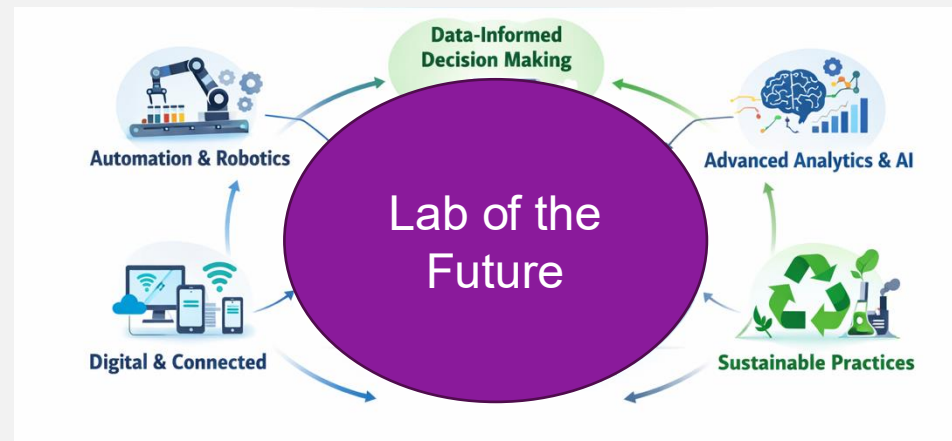 Data-Informed
Decision Making
Automation & Robotics
Advanced Analytics & AI
Lab of the
Future
Digital & Connected
Sustainable Practices